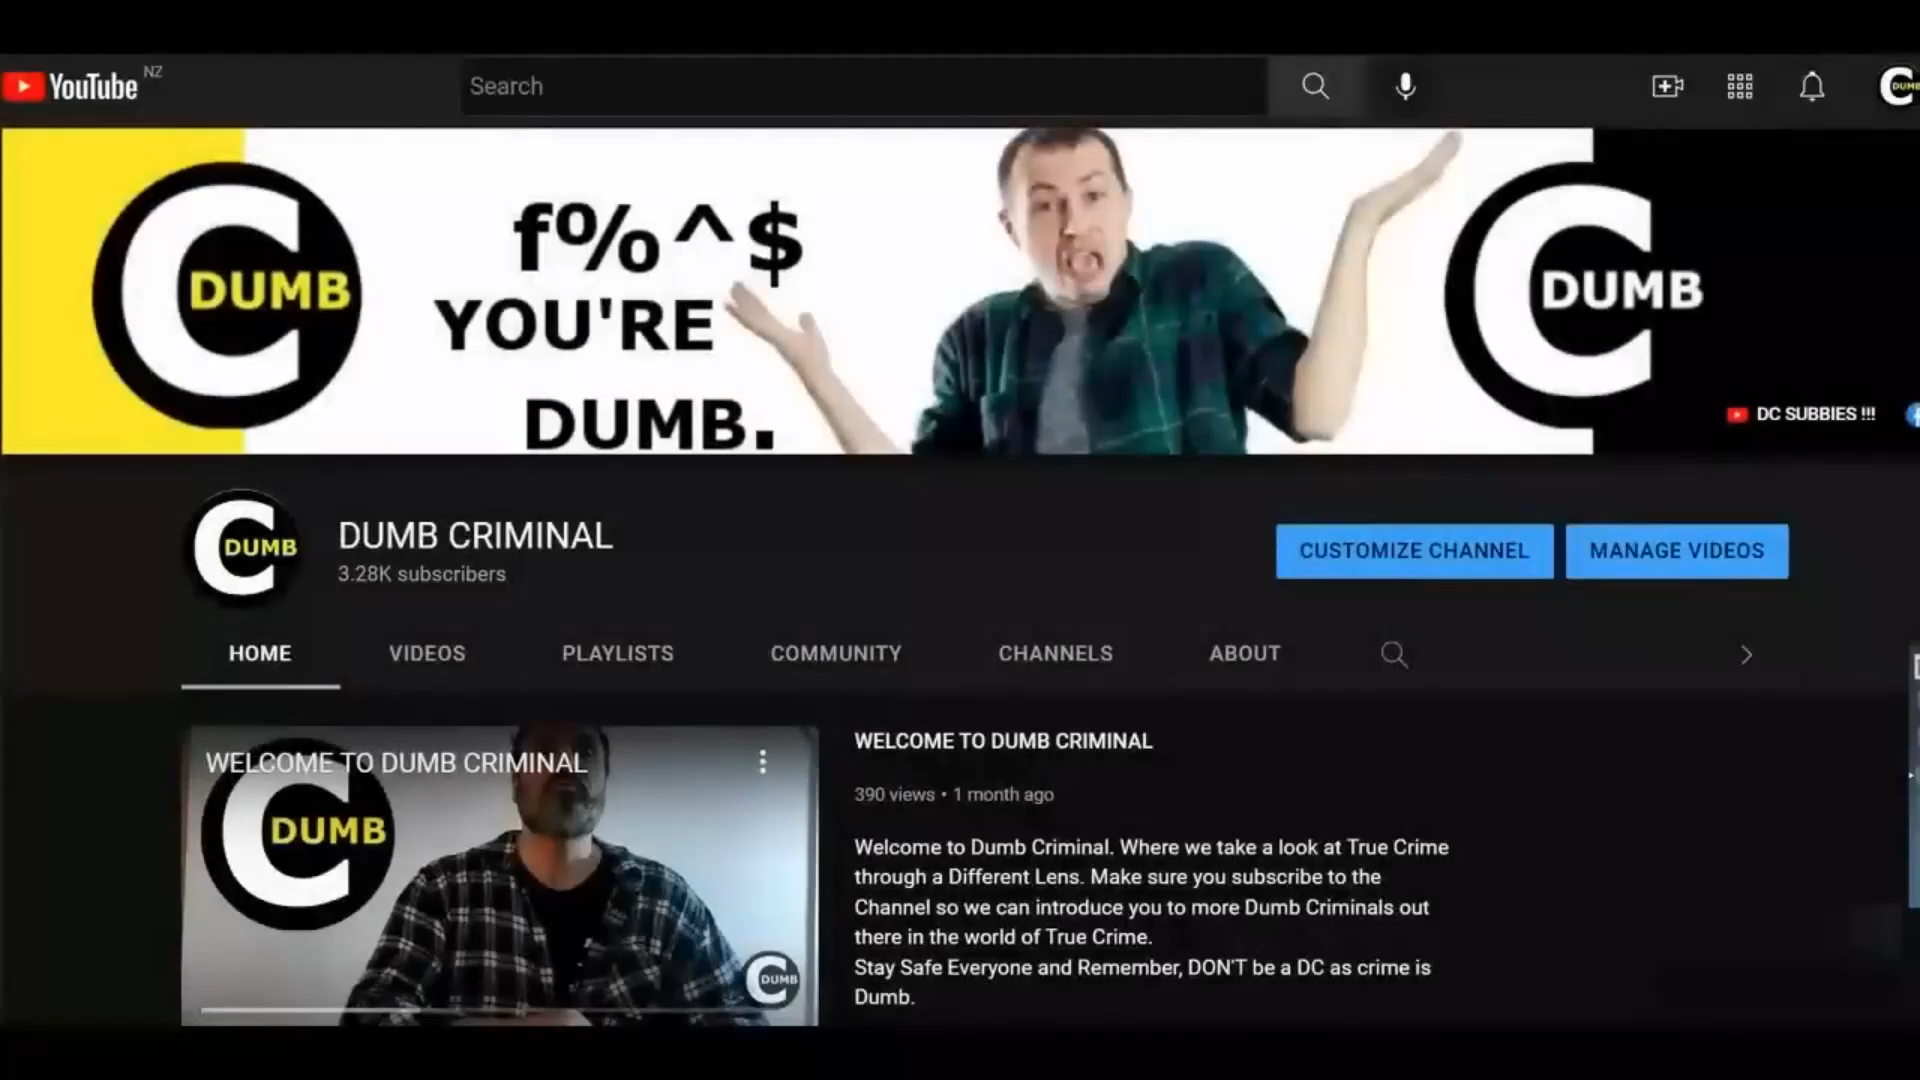 YouTube NZ
Search
DUMB
C
DUMB
f%^$
YOU'RE
DUMB.
C
DUMB
DC SUBBIES !!!
C
DUMB
DUMB CRIMINAL
3.28K subscribers
CUSTOMIZE CHANNEL
MANAGE VIDEOS
HOME
VIDEOS
PLAYLISTS
COMMUNITY
CHANNELS
ABOUT
WELCOME TO DUMB CRIMINAL
C
DUMB
C
DUMB
WELCOME TO DUMB CRIMINAL
390 views • 1 month ago
Welcome to Dumb Criminal. Where we take a look at True Crime
through a Different Lens. Make sure you subscribe to the
Channel so we can introduce you to more Dumb Criminals out
there in the world of True Crime.
Stay Safe Everyone and Remember, DON'T be a DC as crime is
Dumb.